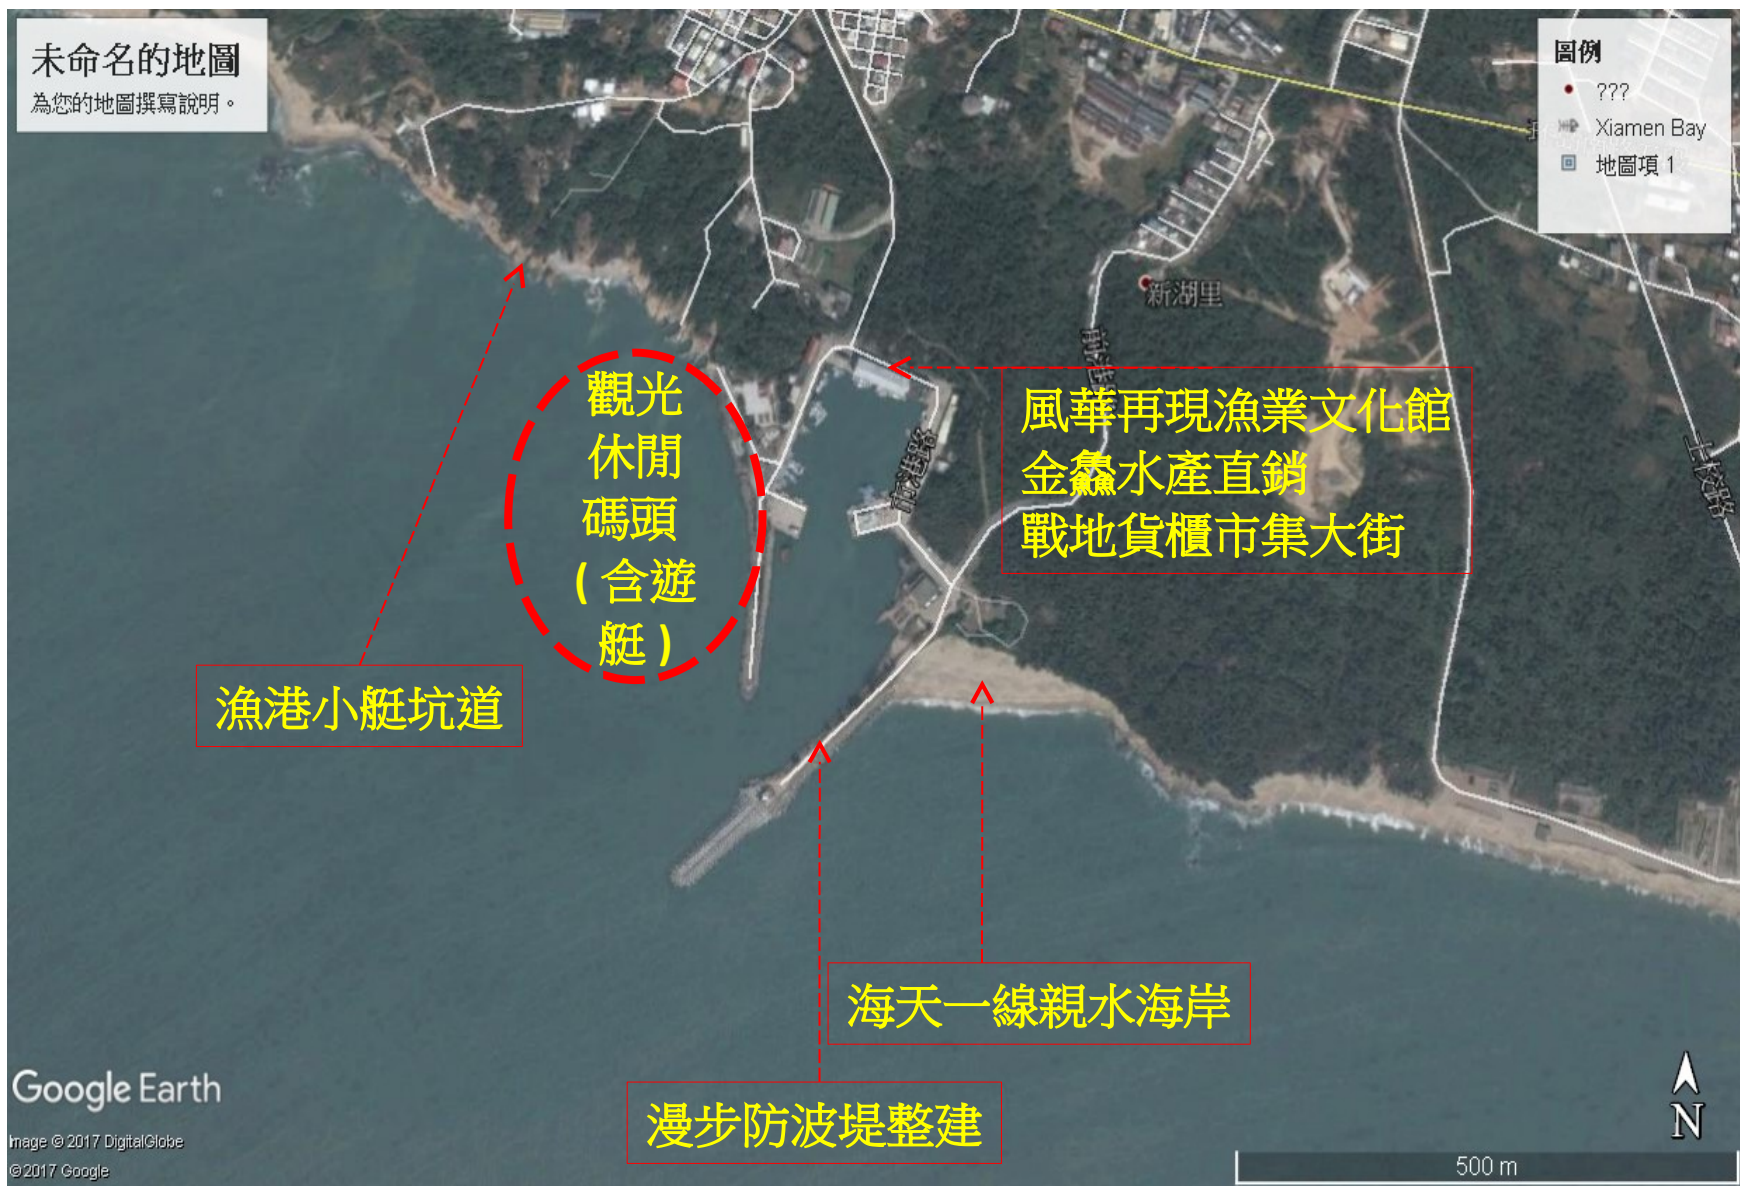 未命名的地圖
為您的地圖撰寫說明。
圖例
???
Xiamen Bay
地圖項 1
新湖里
觀光
休閒
碼頭
(含遊
艇)
風華再現漁業文化館
金鱻水產直銷
戰地貨櫃市集大街
漁港小艇坑道
海天一線親水海岸
漫步防波堤整建
Google Earth
Image © 2017 DigitalGlobe
© 2017 Google
N
500 m